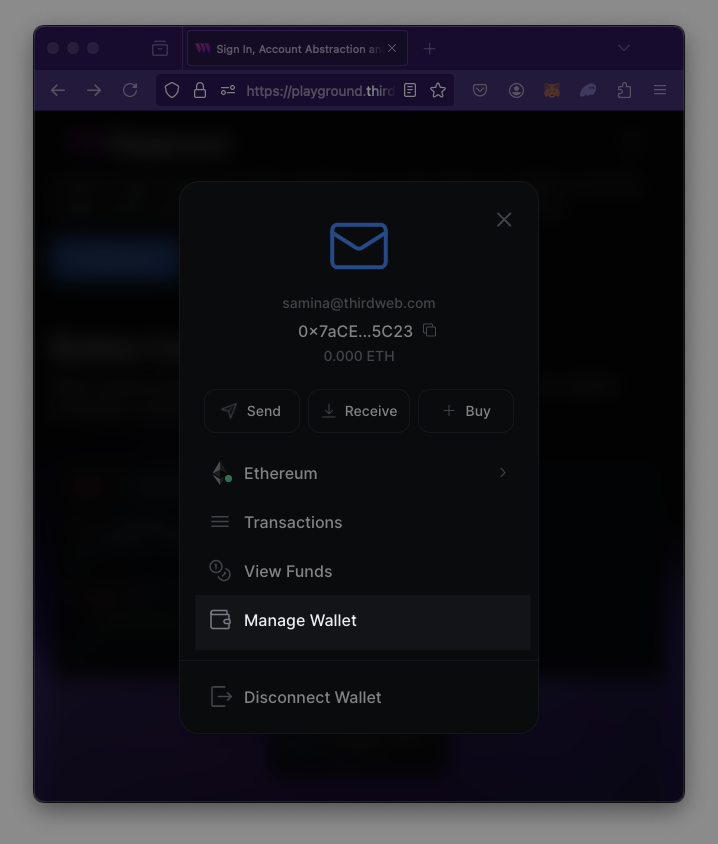 Sign In, Account Abstraction an
https://playground.third
samina@thirdweb.com
0x7aCE...5C23
0.000 ETH
Send
Receive
Buy
Ethereum
Transactions
View Funds
Manage Wallet
Disconnect Wallet